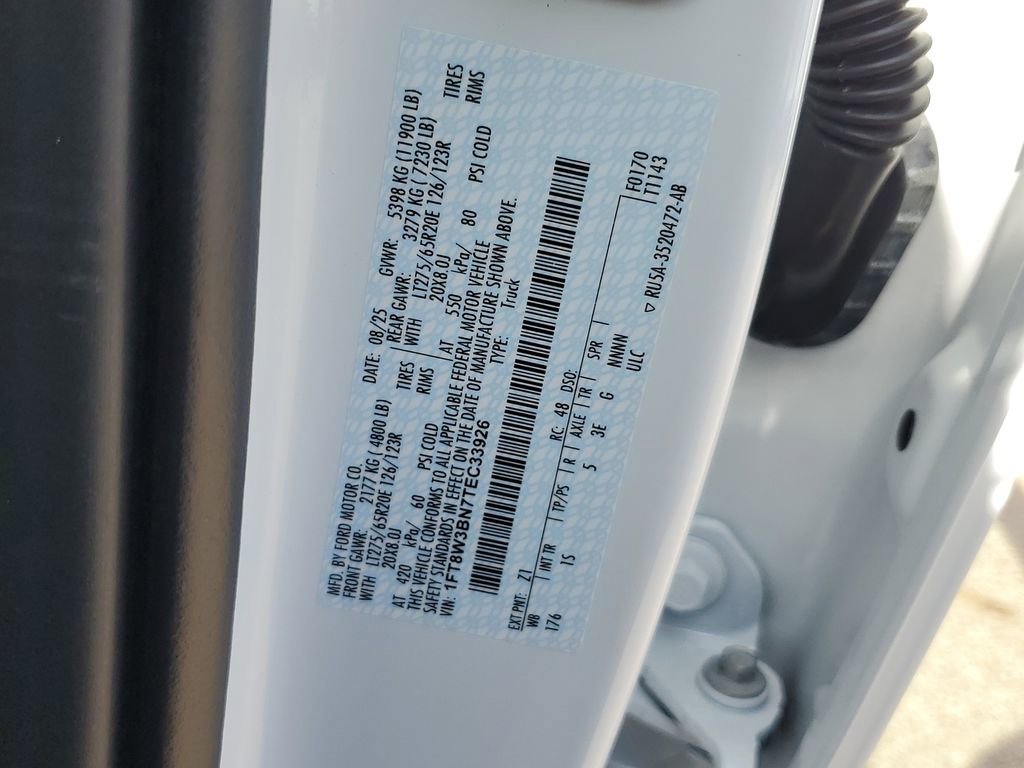 MFD. BY FORD MOTOR CO. DATE: 08/25 GVWR: 5398 KG (11900 LB)
FRONT GAWR: 2177 KG (4800 LB) REAR GAWR: 3279 KG (7230 LB)
WITH LT275/65R20E 126/123R TIRES WITH LT275/65R20E 126/123R TIRES
20X8.0J RIMS 20X8.0J RIMS
AT 420 kPa/ 60 PSI COLD AT 550 kPa/ 80 PSI COLD
THIS VEHICLE CONFORMS TO ALL APPLICABLE FEDERAL MOTOR VEHICLE
SAFETY STANDARDS IN EFFECT ON THE DATE OF MANUFACTURE SHOWN ABOVE.
VIN: 1FT8W3BN7TEC33926 TYPE: Truck
EXT PNT: Z1 RC: 48 DSO: F0170
WB INT TR TP/PS R AXLE TR SPR T1143
176 1S 5 3E G NNNN
ULC
▽ RU5A-3520472-AB